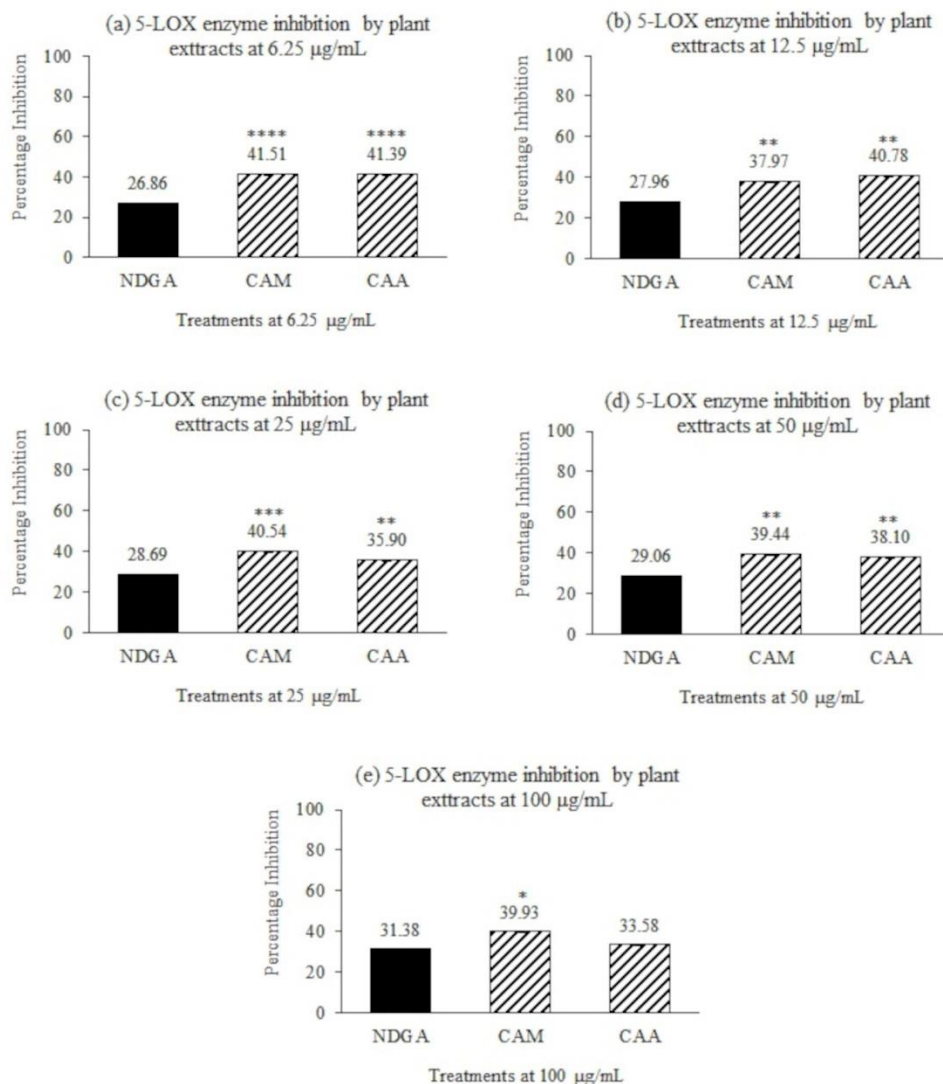 (a) 5-LOX enzyme inhibition by plant
exttracts at 6.25 µg/mL
Percentage Inhibition
100
80
60
40
20
0
26.86
****
41.51
****
41.39
NDGA CAM CAA
Treatments at 6.25 µg/mL
(b) 5-LOX enzyme inhibition by plant
exttracts at 12.5 µg/mL
Percentage Inhibition
100
80
60
40
20
0
27.96
**
37.97
**
40.78
NDGA CAM CAA
Treatments at 12.5 µg/mL
(c) 5-LOX enzyme inhibition by plant
exttracts at 25 µg/mL
Percentage Inhibition
100
80
60
40
20
0
28.69
***
40.54
**
35.90
NDGA CAM CAA
Treatments at 25 µg/mL
(d) 5-LOX enzyme inhibition by plant
exttracts at 50 µg/mL
Percentage Inhibition
100
80
60
40
20
0
29.06
**
39.44
**
38.10
NDGA CAM CAA
Treatments at 50 µg/mL
(e) 5-LOX enzyme inhibition by plant
exttracts at 100 µg/mL
Percentage Inhibition
100
80
60
40
20
0
31.38
*
39.93
33.58
NDGA CAM CAA
Treatments at 100 µg/mL